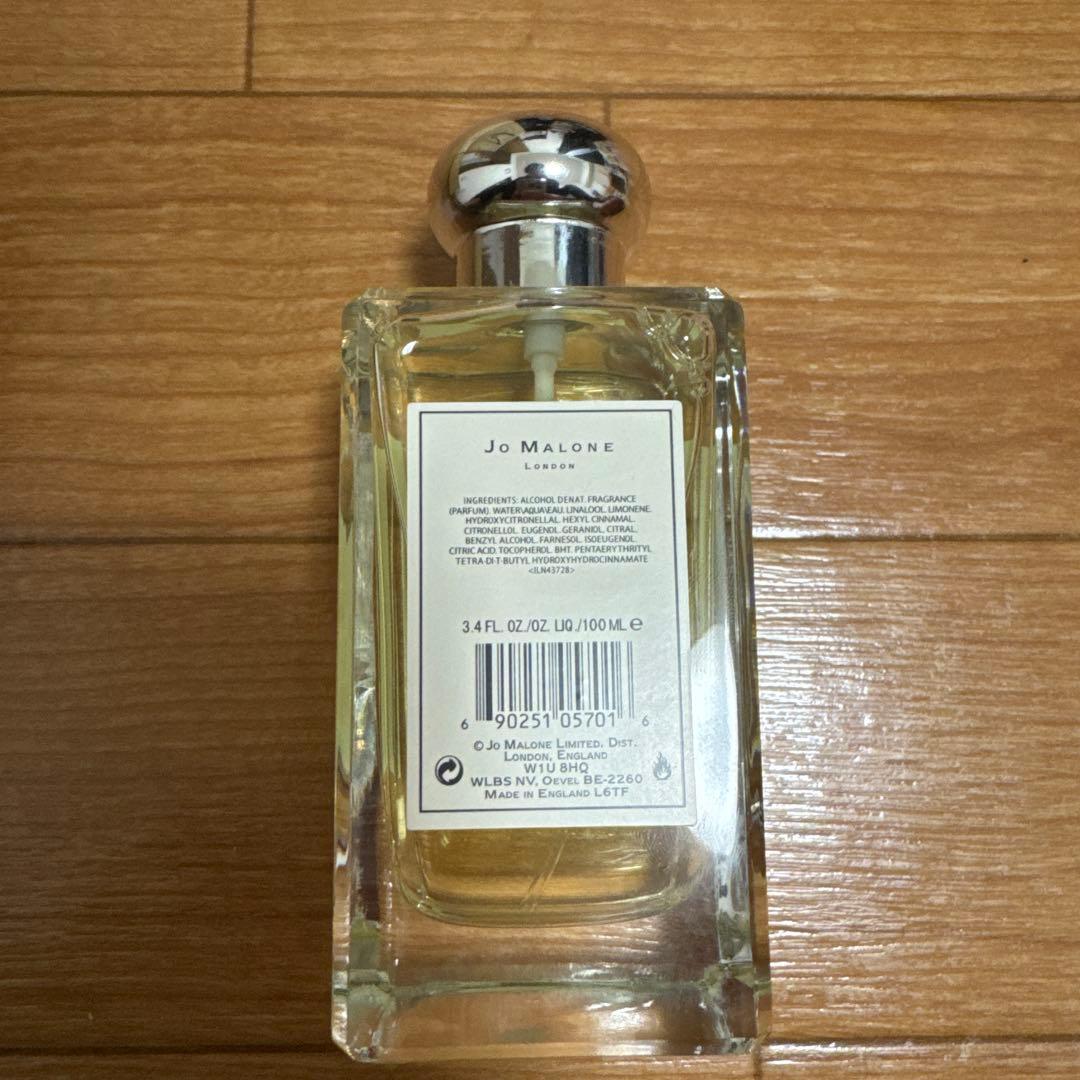 JO MALONE
LONDON
INGREDIENTS: ALCOHOL DENAT. FRAGRANCE
(PARFUM). WATER\AQUA\EAU. LINALOOL. LIMONENE.
HYDROXYCITRONELLAL. HEXYL CINNAMAL.
CITRONELLOL. EUGENOL. GERANIOL. CITRAL.
BENZYL ALCOHOL. FARNESOL. ISOEUGENOL.
CITRIC ACID. TOCOPHEROL. BHT. PENTAERYTHRITYL
TETRA-DI-T-BUTYL HYDROXYHYDROCINNAMATE
<ILN43728>
3.4 FL. OZ./OZ. LIQ./100 ML ℮
6 90251 05701 6
© JO MALONE LIMITED, DIST.
LONDON, ENGLAND
W1U 8HQ
WLBS NV, OEVEL BE-2260
MADE IN ENGLAND L6TF